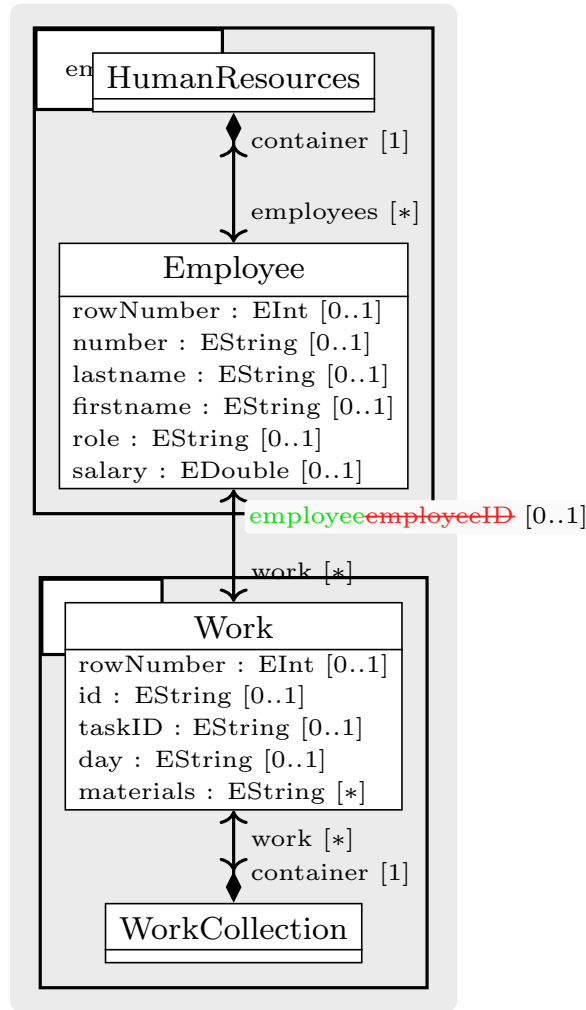 HumanResources
container [1]
employees [*]
Employee
rowNumber : EInt [0..1]
number : EString [0..1]
lastname : EString [0..1]
firstname : EString [0..1]
role : EString [0..1]
salary : EDouble [0..1]
employeeemployeeID [0..1]
work [*]
Work
rowNumber : EInt [0..1]
id : EString [0..1]
taskID : EString [0..1]
day : EString [0..1]
materials : EString [*]
work [*]
container [1]
WorkCollection